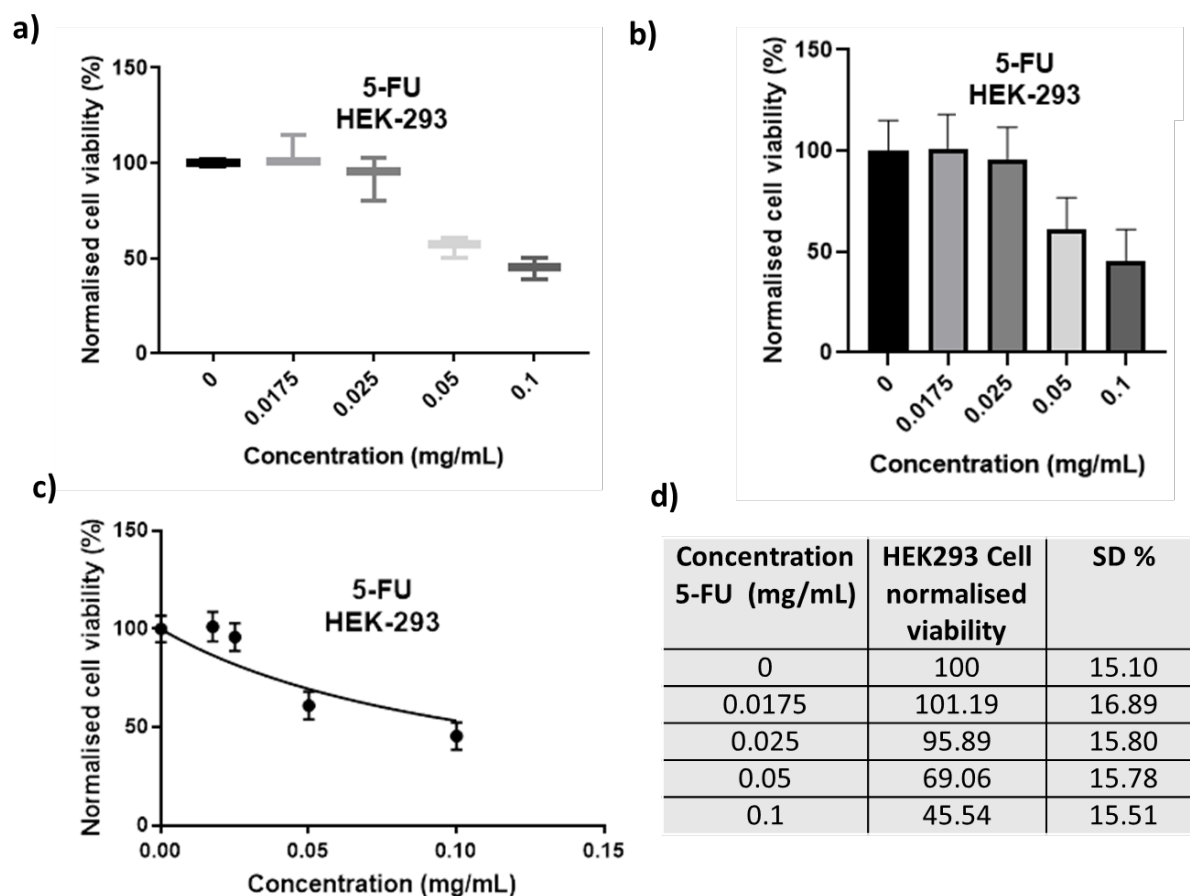 a)
Normalised cell viability (%)
150
100
50
0
5-FU
HEK-293
0
0.0175
0.025
0.05
0.1
Concentration (mg/mL)
b)
Normalised cell viability (%)
150
100
50
0
5-FU
HEK-293
0
0.0175
0.025
0.05
0.1
Concentration (mg/mL)
c)
Normalised cell viability (%)
150
100
50
0
5-FU
HEK-293
0.00
0.05
0.10
0.15
Concentration (mg/mL)
d)
Concentration
5-FU (mg/mL)
HEK293 Cell
normalised
viability
SD %
0 100 15.10
0.0175 101.19 16.89
0.025 95.89 15.80
0.05 69.06 15.78
0.1 45.54 15.51